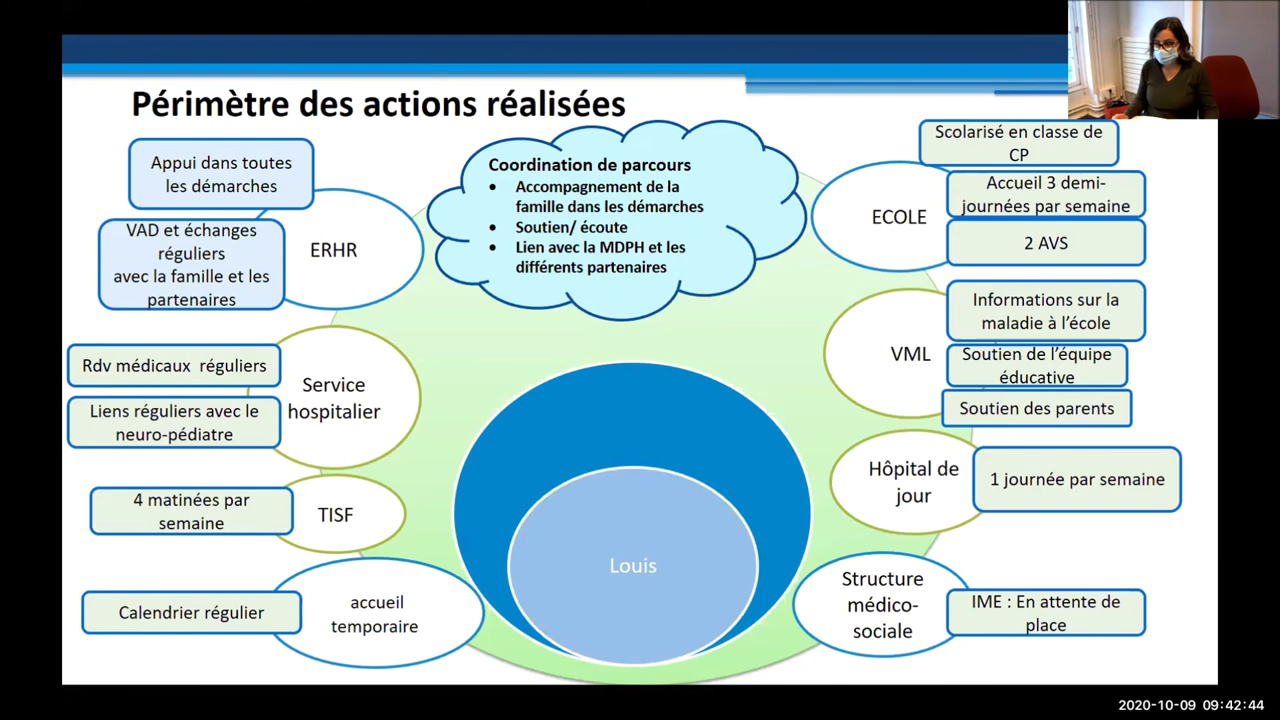 Périmètre des actions réalisées
Appui dans toutes
les démarches
VAD et échanges
réguliers
avec la famille et les
partenaires
ERHR
Rdv médicaux réguliers
Liens réguliers avec le
neuro-pédiatre
Service
hospitalier
4 matinées par
semaine
TISF
Calendrier régulier
accueil
temporaire
Coordination de parcours
• Accompagnement de la
famille dans les démarches
• Soutien/ écoute
• Lien avec la MDPH et les
différents partenaires
Louis
ECOLE
Scolarisé en classe de
CP
Accueil 3 demi-
journées par semaine
2 AVS
VML
Informations sur la
maladie à l'école
Soutien de l'équipe
éducative
Soutien des parents
Hôpital de
jour
1 journée par semaine
Structure
médico-
sociale
IME : En attente de
place
2020-10-09 09:42:44